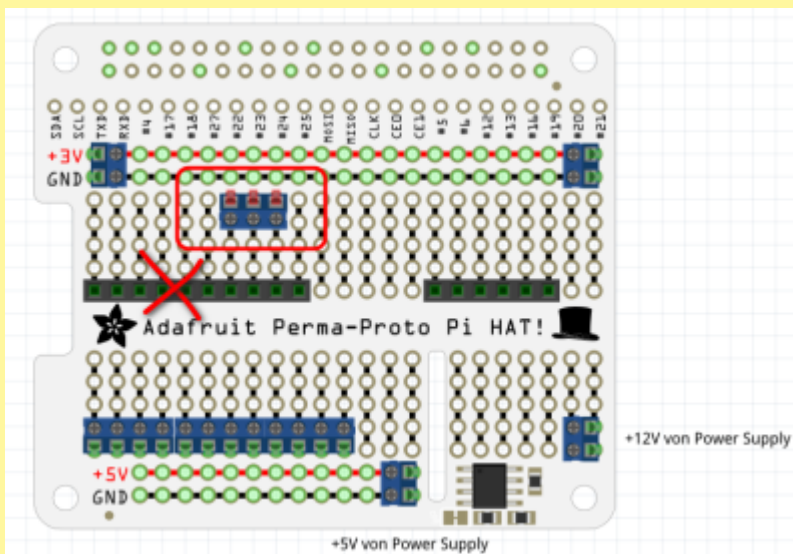 SDA SCL TXD RXD #4 #17 #18 #27 #22 #23 #24 #25 MOSI MISO CLK CE0 CE1 #5 #6 #12 #13 #16 #19 #20 #21
+3V
GND
Adafruit Perma-Proto Pi HAT!
+12V von Power Supply
+5V
GND
+5V von Power Supply